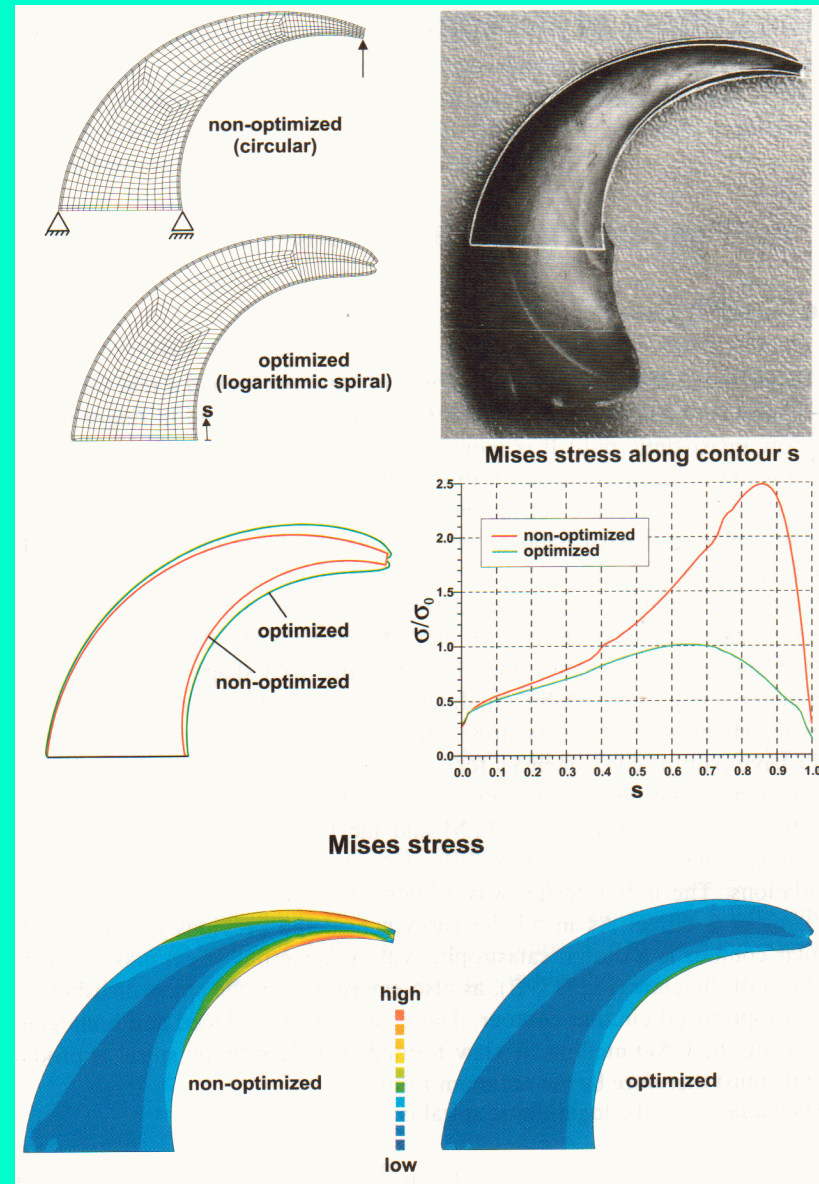 non-optimized
(circular)
optimized
(logarithmic spiral)
s
Mises stress along contour s
2.5
2.0
1.5
1.0
0.5
0.0
σ/σ₀
non-optimized
optimized
0.0 0.1 0.2 0.3 0.4 0.5 0.6 0.7 0.8 0.9 1.0
s
optimized
non-optimized
Mises stress
high
non-optimized
optimized
low